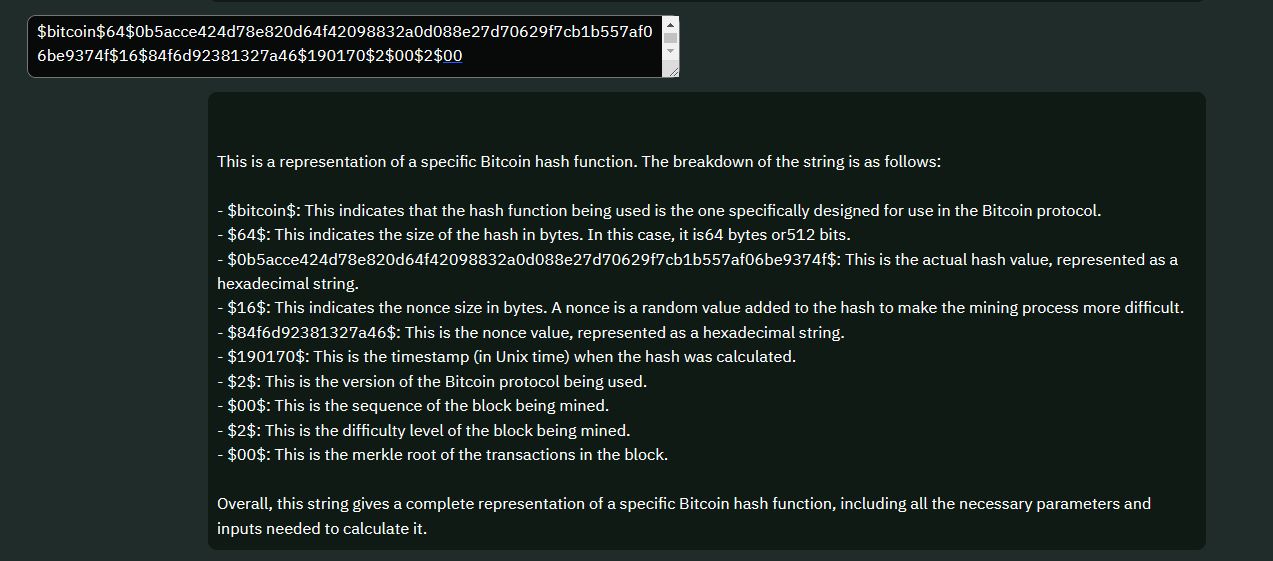 $bitcoin$64$0b5acce424d78e820d64f42098832a0d088e27d70629f7cb1b557af0
6be9374f$16$84f6d92381327a46$190170$2$00$2$00
This is a representation of a specific Bitcoin hash function. The breakdown of the string is as follows:
- $bitcoin$: This indicates that the hash function being used is the one specifically designed for use in the Bitcoin protocol.
- $64$: This indicates the size of the hash in bytes. In this case, it is64 bytes or512 bits.
- $0b5acce424d78e820d64f42098832a0d088e27d70629f7cb1b557af06be9374f$: This is the actual hash value, represented as a
hexadecimal string.
- $16$: This indicates the nonce size in bytes. A nonce is a random value added to the hash to make the mining process more difficult.
- $84f6d92381327a46$: This is the nonce value, represented as a hexadecimal string.
- $190170$: This is the timestamp (in Unix time) when the hash was calculated.
- $2$: This is the version of the Bitcoin protocol being used.
- $00$: This is the sequence of the block being mined.
- $2$: This is the difficulty level of the block being mined.
- $00$: This is the merkle root of the transactions in the block.
Overall, this string gives a complete representation of a specific Bitcoin hash function, including all the necessary parameters and
inputs needed to calculate it.